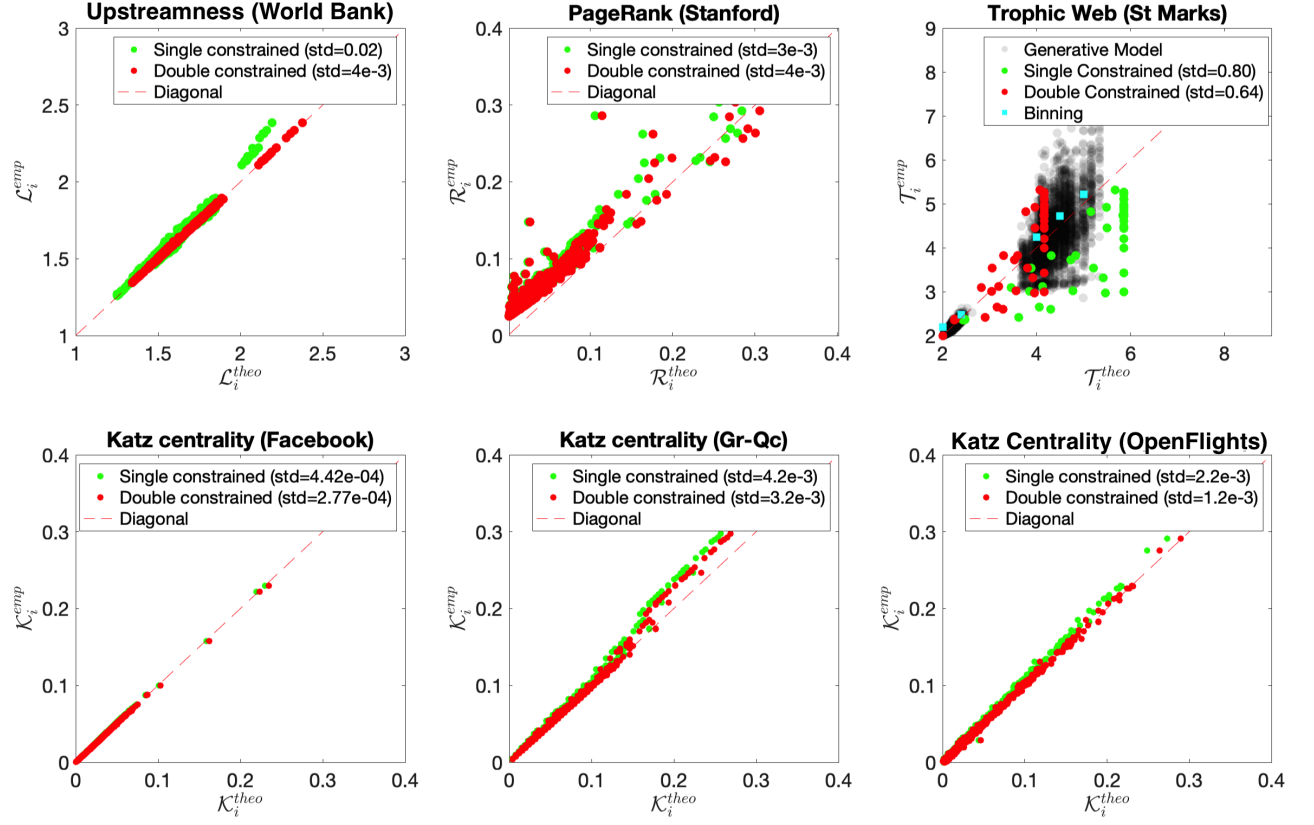 Upstreamness (World Bank)
Single constrained (std=0.02)
Double constrained (std=4e-3)
Diagonal
3
2.5
2
1.5
1
1
1.5
2
2.5
3
ℒ_i^{emp}
ℒ_i^{theo}
PageRank (Stanford)
Single constrained (std=3e-3)
Double constrained (std=4e-3)
Diagonal
0.4
0.3
0.2
0.1
0
0.1
0.2
0.3
0.4
ℛ_i^{emp}
ℛ_i^{theo}
Trophic Web (St Marks)
Generative Model
Single Constrained (std=0.80)
Double Constrained (std=0.64)
Binning
9
8
7
6
5
4
3
2
2
4
6
8
𝒯_i^{emp}
𝒯_i^{theo}
Katz centrality (Facebook)
Single constrained (std=4.42e-04)
Double constrained (std=2.77e-04)
Diagonal
0.4
0.3
0.2
0.1
0
0
0.1
0.2
0.3
0.4
𝒦_i^{emp}
𝒦_i^{theo}
Katz centrality (Gr-Qc)
Single constrained (std=4.2e-3)
Double constrained (std=3.2e-3)
Diagonal
0.4
0.3
0.2
0.1
0
0
0.1
0.2
0.3
0.4
𝒦_i^{emp}
𝒦_i^{theo}
Katz Centrality (OpenFlights)
Single constrained (std=2.2e-3)
Double constrained (std=1.2e-3)
Diagonal
0.4
0.3
0.2
0.1
0
0
0.1
0.2
0.3
0.4
𝒦_i^{emp}
𝒦_i^{theo}